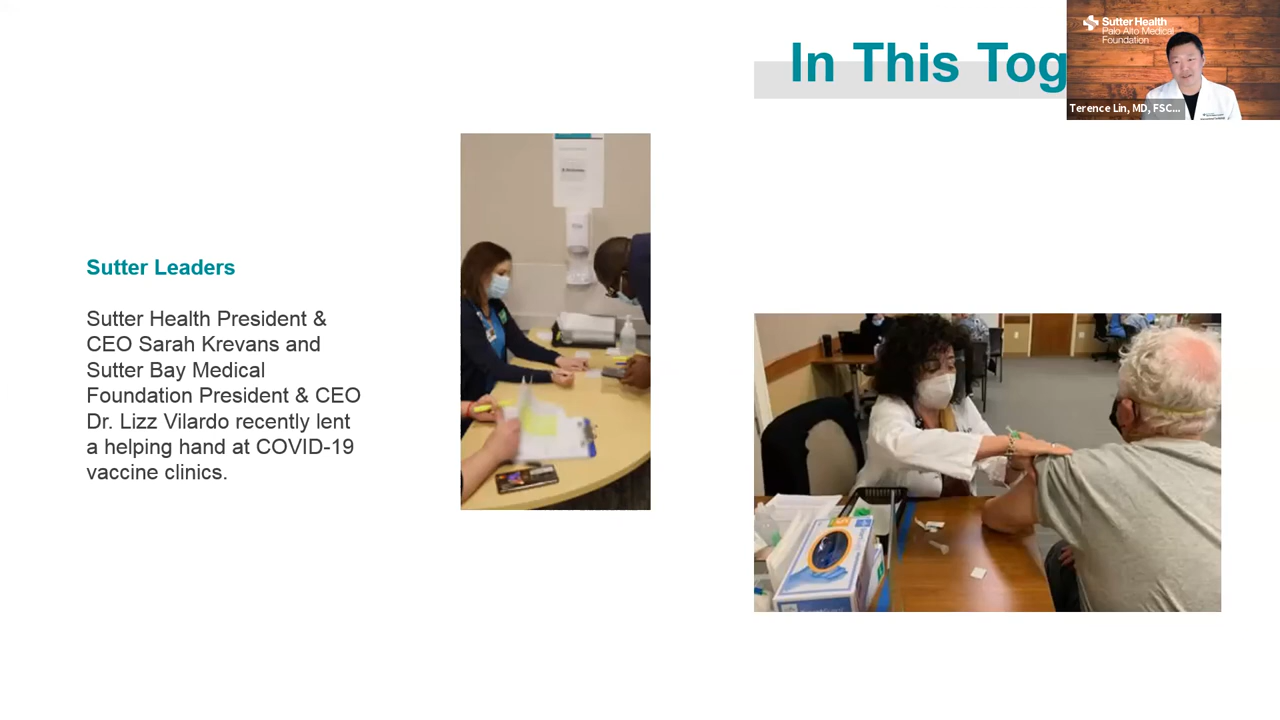 In This Tog
Sutter Health
Palo Alto Medical
Foundation
Terence Lin, MD, FSC...
Sutter Leaders
Sutter Health President &
CEO Sarah Krevans and
Sutter Bay Medical
Foundation President & CEO
Dr. Lizz Vilardo recently lent
a helping hand at COVID-19
vaccine clinics.